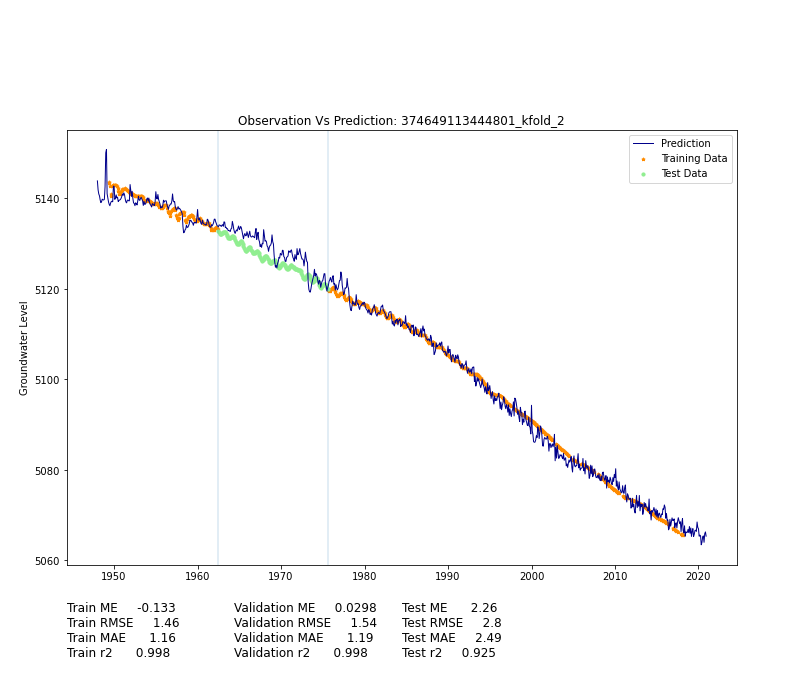 Observation Vs Prediction: 374649113444801_kfold_2
Prediction
Training Data
Test Data
Groundwater Level
5140
5120
5100
5080
5060
1950 1960 1970 1980 1990 2000 2010 2020
Train ME -0.133 Validation ME 0.0298 Test ME 2.26
Train RMSE 1.46 Validation RMSE 1.54 Test RMSE 2.8
Train MAE 1.16 Validation MAE 1.19 Test MAE 2.49
Train r2 0.998 Validation r2 0.998 Test r2 0.925